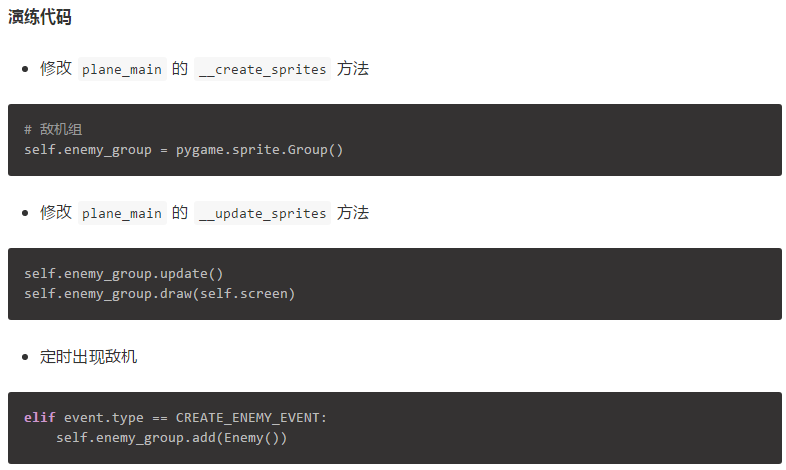 演练代码
修改 plane_main 的 __create_sprites 方法
# 敌机组
self.enemy_group = pygame.sprite.Group()
修改 plane_main 的 __update_sprites 方法
self.enemy_group.update()
self.enemy_group.draw(self.screen)
定时出现敌机
elif event.type == CREATE_ENEMY_EVENT:
    self.enemy_group.add(Enemy())